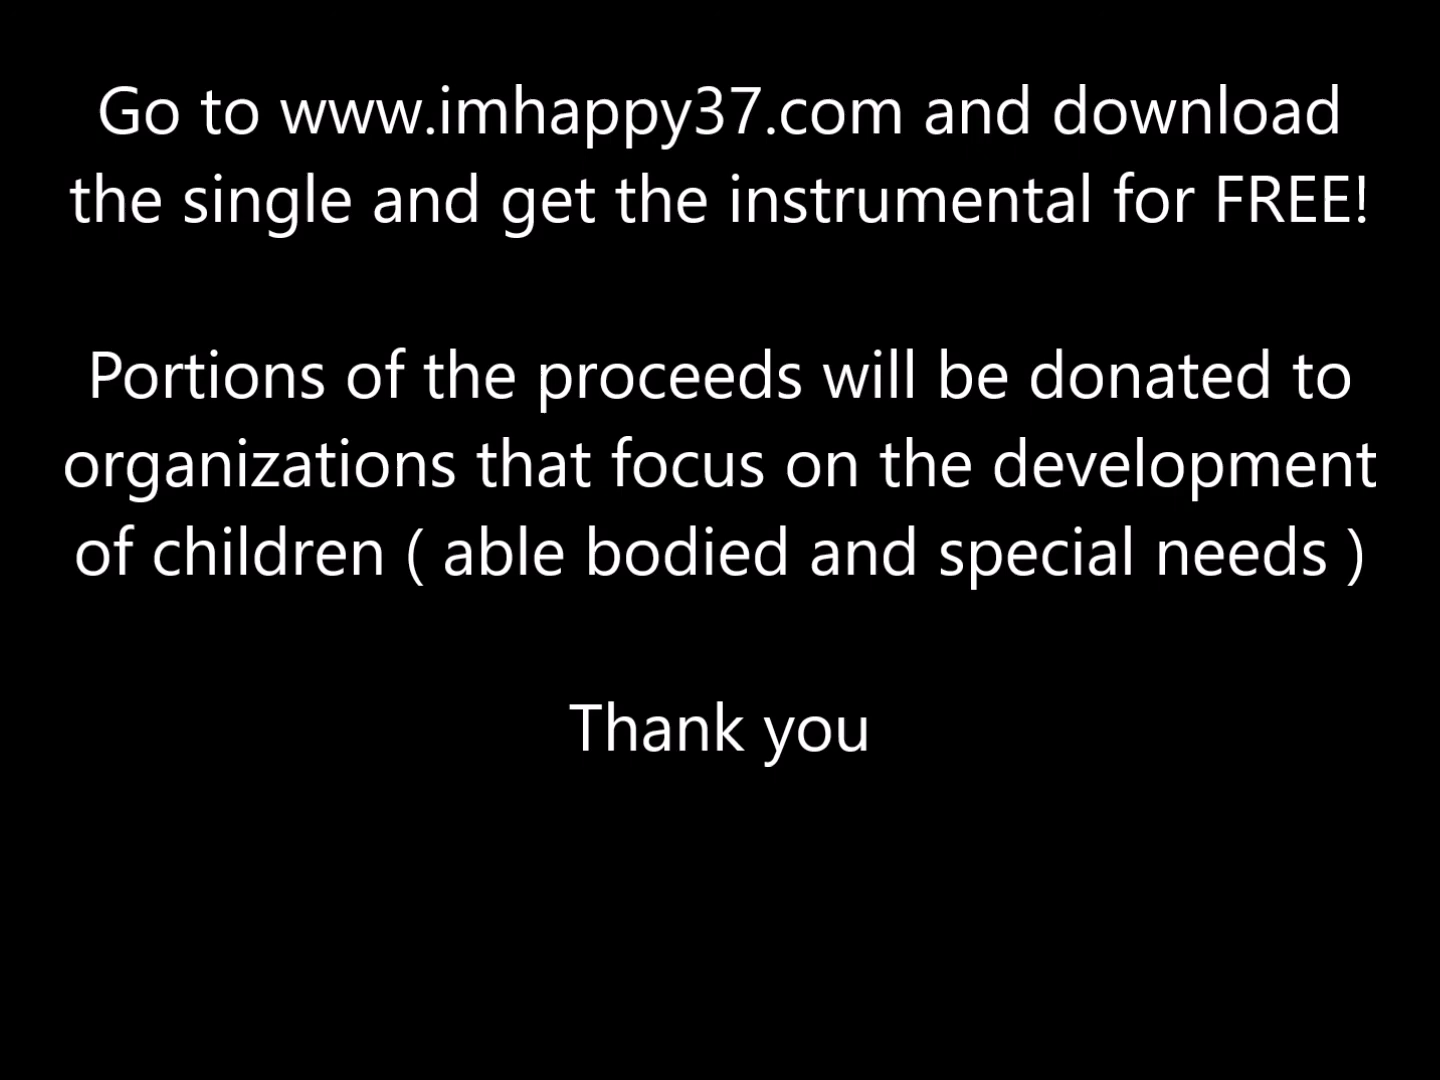 Go to www.imhappy37.com and download
the single and get the instrumental for FREE!
Portions of the proceeds will be donated to
organizations that focus on the development
of children ( able bodied and special needs )
Thank you